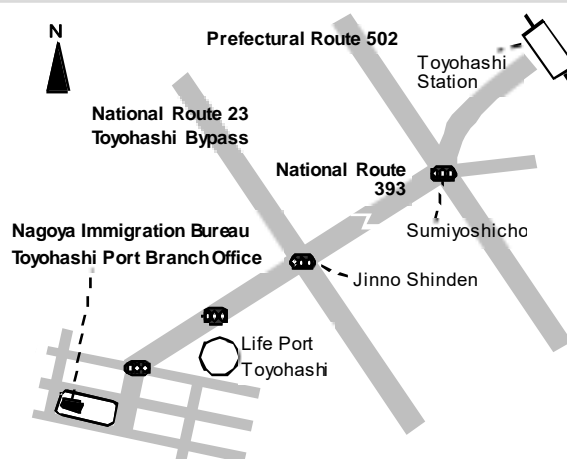 N
Prefectural Route 502
Toyohashi
Station
National Route 23
Toyohashi Bypass
National Route
393
Nagoya Immigration Bureau
Toyohashi Port Branch Office
Sumiyoshicho
Jinno Shinden
Life Port
Toyohashi